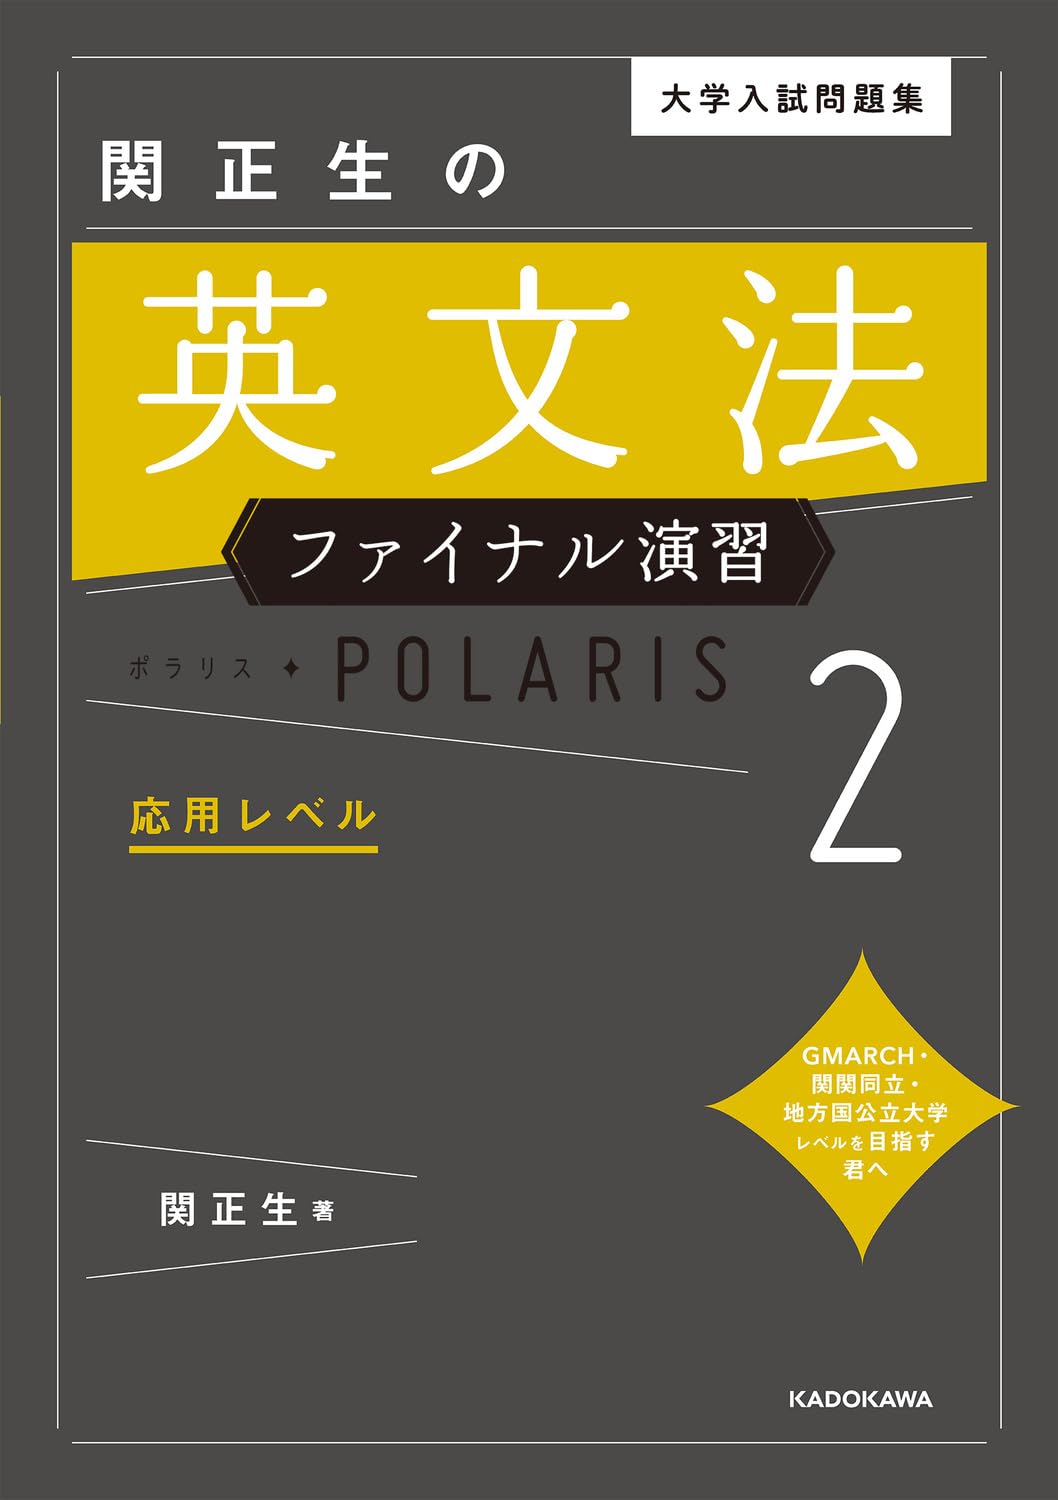 大学入試問題集
関正生の
英文法
ファイナル演習
ポラリス✦POLARIS
2
応用レベル
GMARCH・
関関同立・
地方国公立大学
レベルを目指す
君へ
関正生 著
KADOKAWA